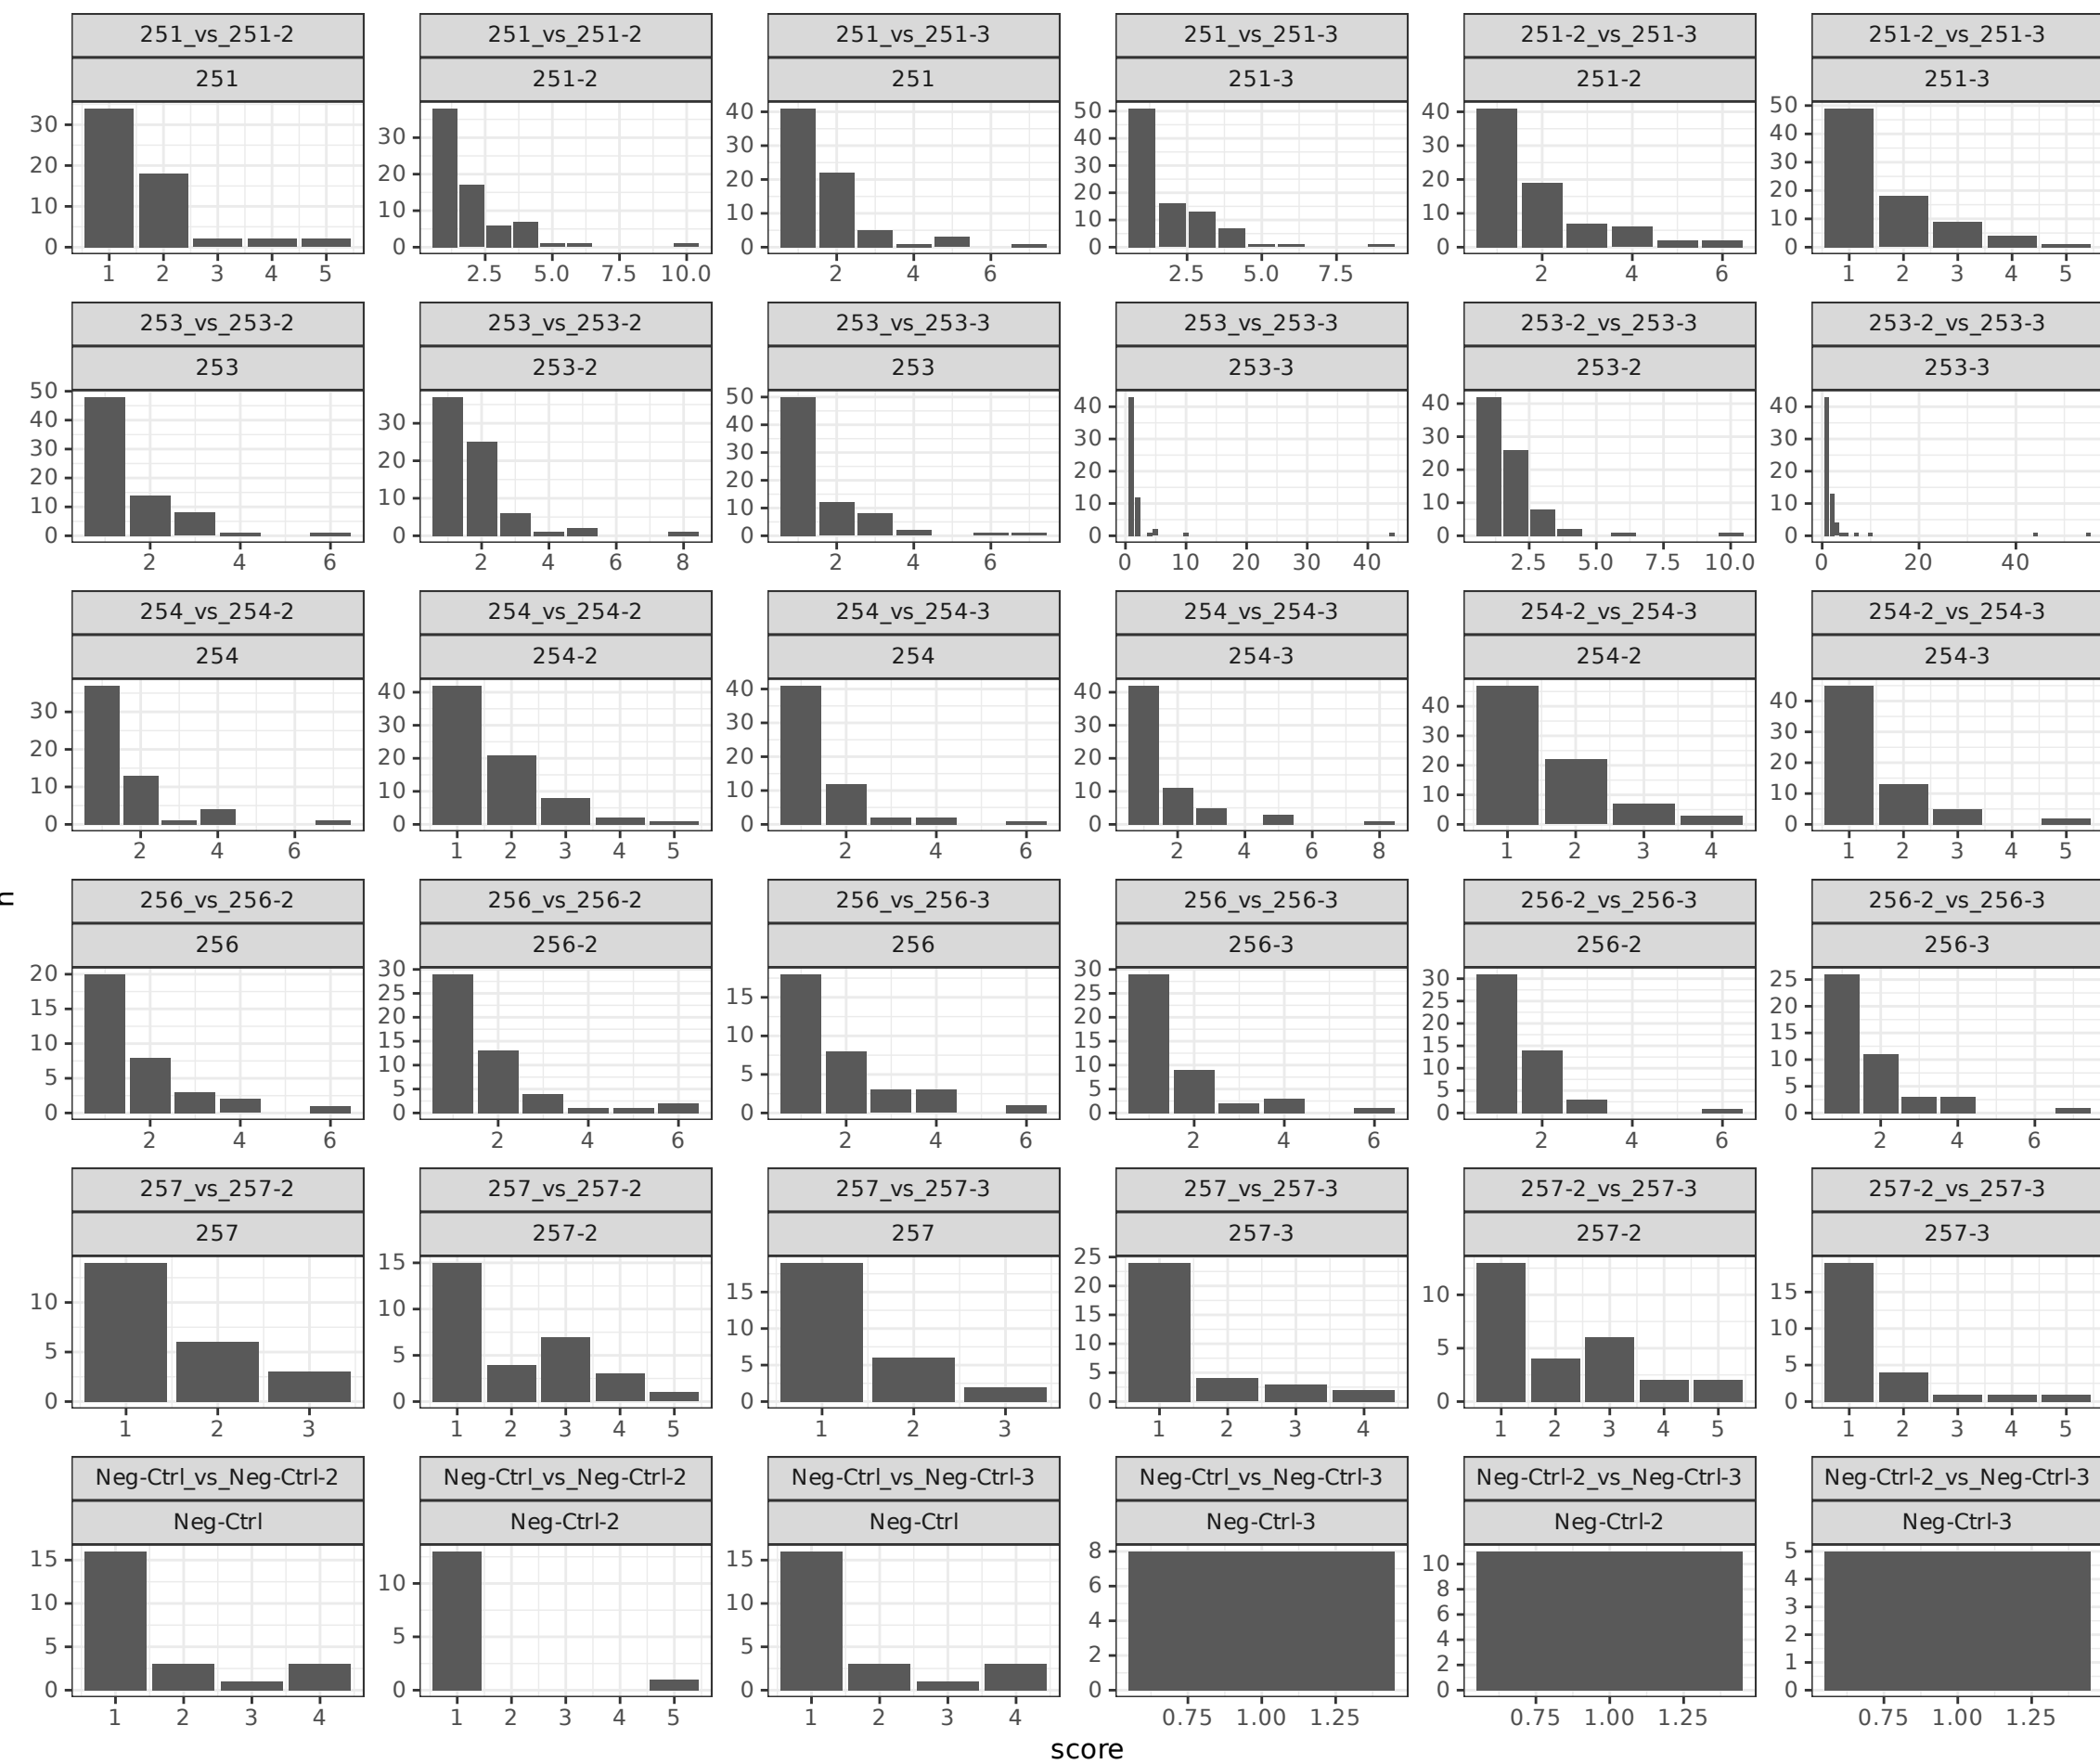 251_vs_251-2 251_vs_251-2 251_vs_251-3 251_vs_251-3 251-2_vs_251-3 251-2_vs_251-3
251 251-2 251 251-3 251-2 251-3
30 20 10 0 30 20 10 0 40 30 20 10 0 50 40 30 20 10 0 40 30 20 10 0 50 40 30 20 10 0
1 2 3 4 5 2.5 5.0 7.5 10.0 2 4 6 2.5 5.0 7.5 2 4 6 1 2 3 4 5
253_vs_253-2 253_vs_253-2 253_vs_253-3 253_vs_253-3 253-2_vs_253-3 253-2_vs_253-3
253 253-2 253 253-3 253-2 253-3
50 40 30 20 10 0 30 20 10 0 50 40 30 20 10 0 40 30 20 10 0 40 30 20 10 0 40 30 20 10 0
2 4 6 2 4 6 8 2 4 6 0 10 20 30 40 2.5 5.0 7.5 10.0 0 20 40
254_vs_254-2 254_vs_254-2 254_vs_254-3 254_vs_254-3 254-2_vs_254-3 254-2_vs_254-3
254 254-2 254 254-3 254-2 254-3
30 20 10 0 40 30 20 10 0 40 30 20 10 0 40 30 20 10 0 40 30 20 10 0 40 30 20 10 0
2 4 6 1 2 3 4 5 2 4 6 2 4 6 8 1 2 3 4 1 2 3 4 5
256_vs_256-2 256_vs_256-2 256_vs_256-3 256_vs_256-3 256-2_vs_256-3 256-2_vs_256-3
256 256-2 256 256-3 256-2 256-3
20 15 10 5 0 30 25 20 15 10 5 0 15 10 5 0 30 25 20 15 10 5 0 30 25 20 15 10 5 0 25 20 15 10 5 0
2 4 6 2 4 6 2 4 6 2 4 6 2 4 6 2 4 6
257_vs_257-2 257_vs_257-2 257_vs_257-3 257_vs_257-3 257-2_vs_257-3 257-2_vs_257-3
257 257-2 257 257-3 257-2 257-3
10 5 0 15 10 5 0 15 10 5 0 25 20 15 10 5 0 10 5 0 15 10 5 0
1 2 3 1 2 3 4 5 1 2 3 1 2 3 4 1 2 3 4 5 1 2 3 4 5
Neg-Ctrl_vs_Neg-Ctrl-2 Neg-Ctrl_vs_Neg-Ctrl-2 Neg-Ctrl_vs_Neg-Ctrl-3 Neg-Ctrl_vs_Neg-Ctrl-3 Neg-Ctrl-2_vs_Neg-Ctrl-3 Neg-Ctrl-2_vs_Neg-Ctrl-3
Neg-Ctrl Neg-Ctrl-2 Neg-Ctrl Neg-Ctrl-3 Neg-Ctrl-2 Neg-Ctrl-3
15 10 5 0 10 5 0 15 10 5 0 8 6 4 2 0 10 8 6 4 2 0 5 4 3 2 1 0
1 2 3 4 1 2 3 4 5 1 2 3 4 0.75 1.00 1.25 0.75 1.00 1.25 0.75 1.00 1.25
score